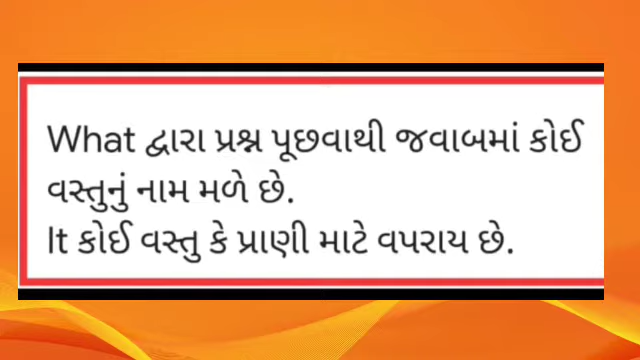 What દ્વારા પ્રશ્ન પૂછવાથી જવાબમાં કોઈ
વસ્તુનું નામ મળે છે.
It કોઈ વસ્તુ કે પ્રાણી માટે વપરાય છે.